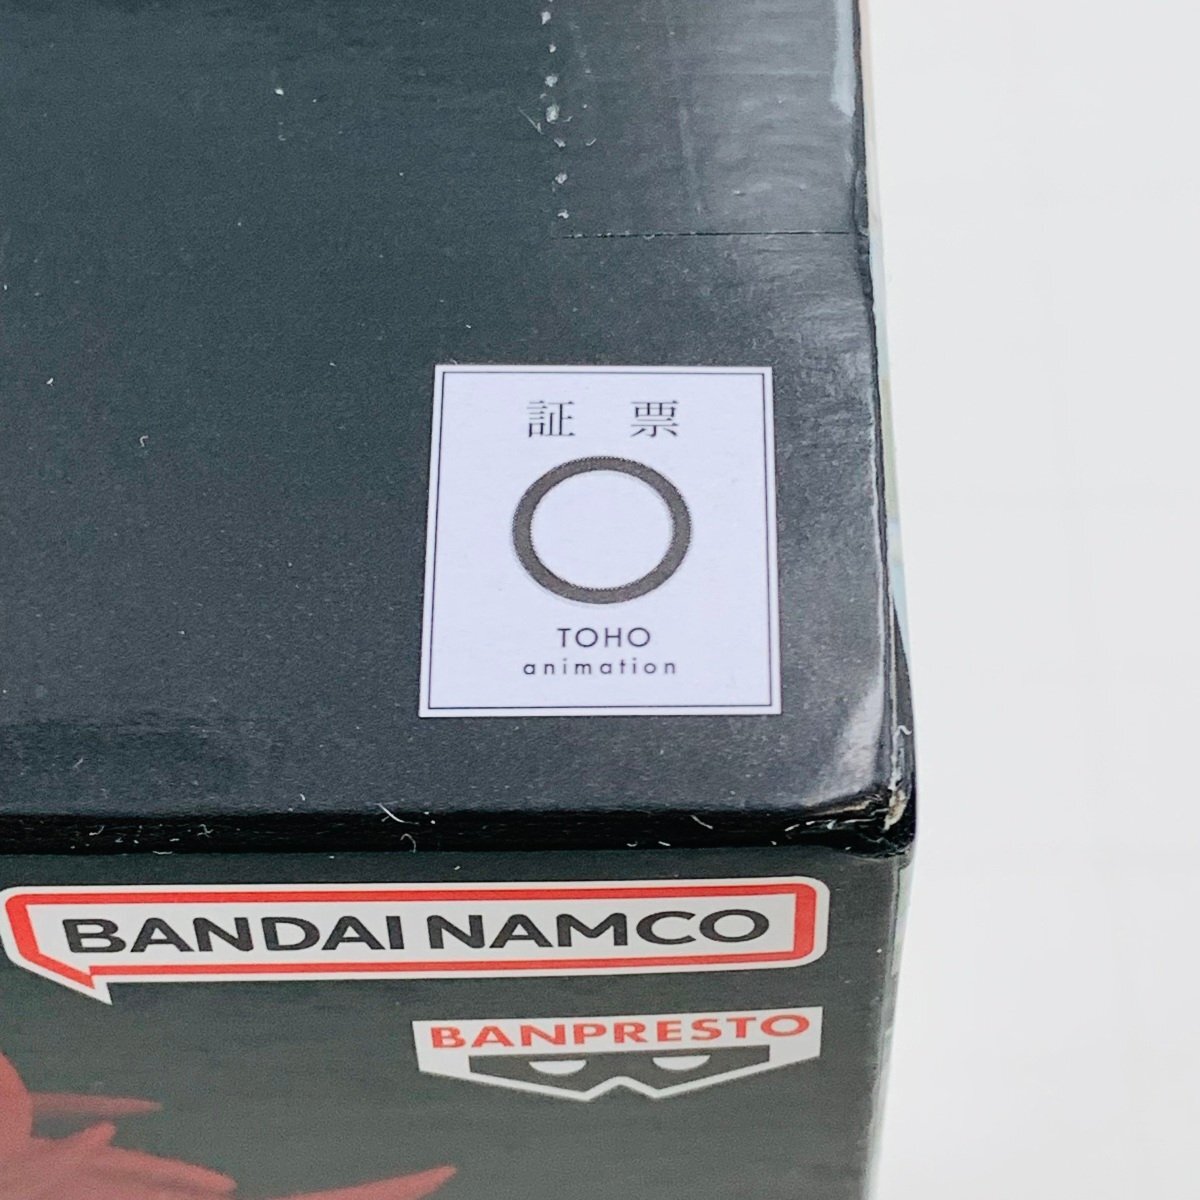 証票
TOHO
animation
BANDAI NAMCO
BANPRESTO